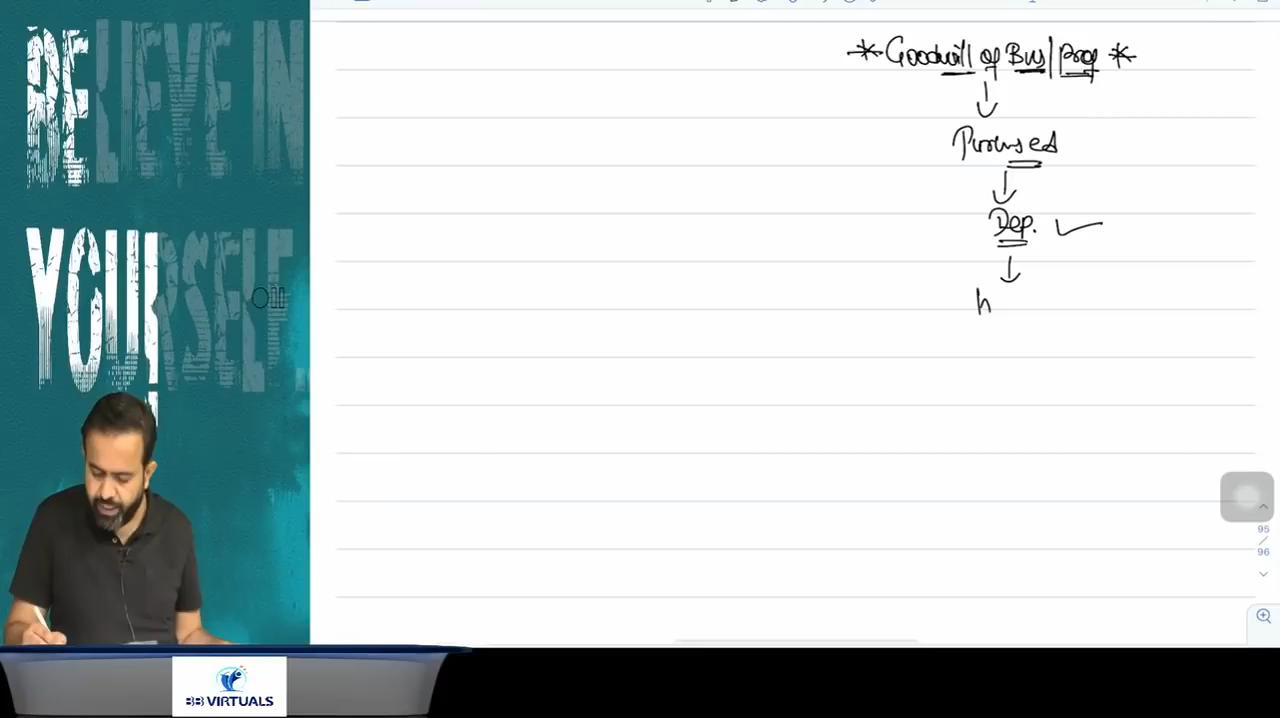 BELIEVE IN
YOURSELF
*Goodwill of Bus/Prof*
Purchased
Dep. ✓
h
95
96
BB VIRTUALS